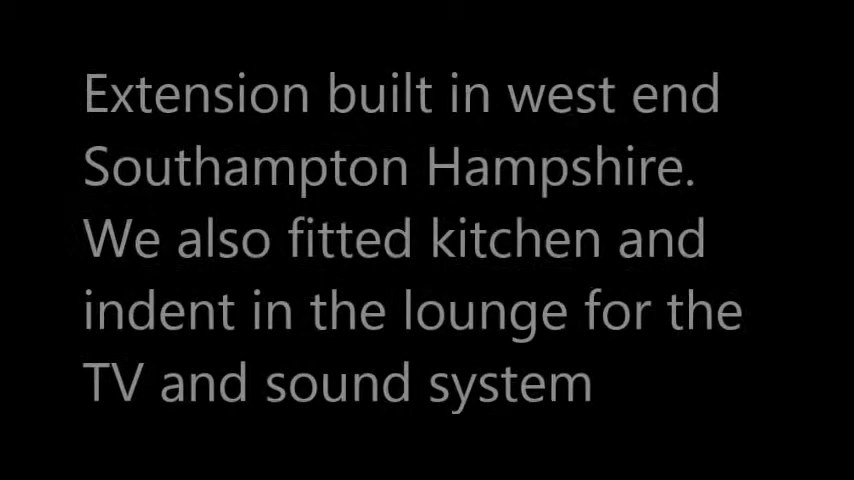 Extension built in west end
Southampton Hampshire.
We also fitted kitchen and
indent in the lounge for the
TV and sound system